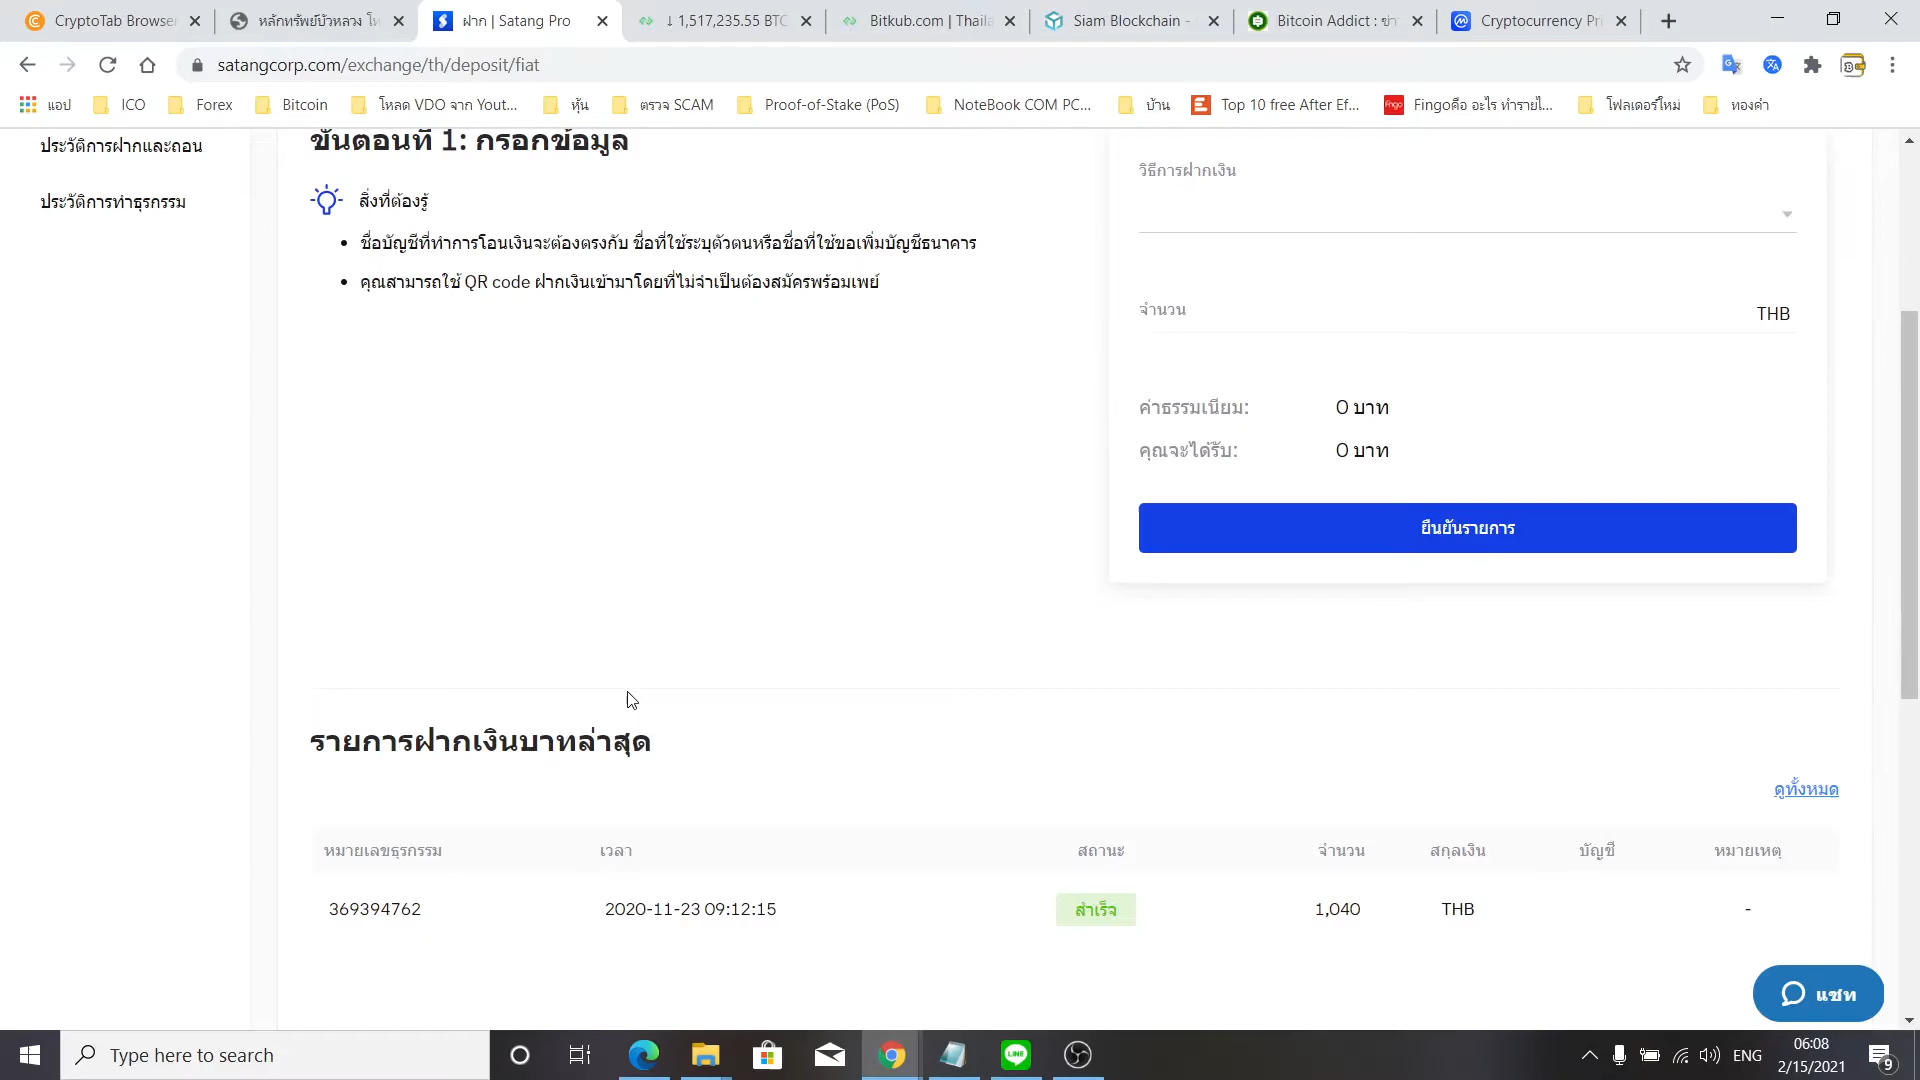 CryptoTab Browser
หลักทรัพย์บัวหลวง
ฝาก | Satang Pro
↓ 1,517,235.55 BTC
Bitkub.com | Thaila
Siam Blockchain -
Bitcoin Addict : ข่า
Cryptocurrency Pri
satangcorp.com/exchange/th/deposit/fiat
แอป
ICO
Forex
Bitcoin
โหลด VDO จาก Yout...
หุ้น
ตรวจ SCAM
Proof-of-Stake (PoS)
NoteBook COM PC...
บ้าน
Top 10 free After Ef...
Fingoคือ อะไร ทำรายไ...
โฟลเดอร์ใหม่
ทองคำ
ประวัติการฝากและถอน
ประวัติการทำธุรกรรม
ขั้นตอนที่ 1: กรอกข้อมูล
สิ่งที่ต้องรู้
• ชื่อบัญชีที่ทำการโอนเงินจะต้องตรงกับ ชื่อที่ใช้ระบุตัวตนหรือชื่อที่ใช้ขอเพิ่มบัญชีธนาคาร
• คุณสามารถใช้ QR code ฝากเงินเข้ามาโดยที่ไม่จำเป็นต้องสมัครพร้อมเพย์
วิธีการฝากเงิน
จำนวน
THB
ค่าธรรมเนียม: 0 บาท
คุณจะได้รับ: 0 บาท
ยืนยันรายการ
รายการฝากเงินบาทล่าสุด
ดูทั้งหมด
หมายเลขธุรกรรม เวลา สถานะ จำนวน สกุลเงิน บัญชี หมายเหตุ
369394762 2020-11-23 09:12:15 สำเร็จ 1,040 THB -
แชท
Type here to search
LINE
ENG
06:08
2/15/2021
9